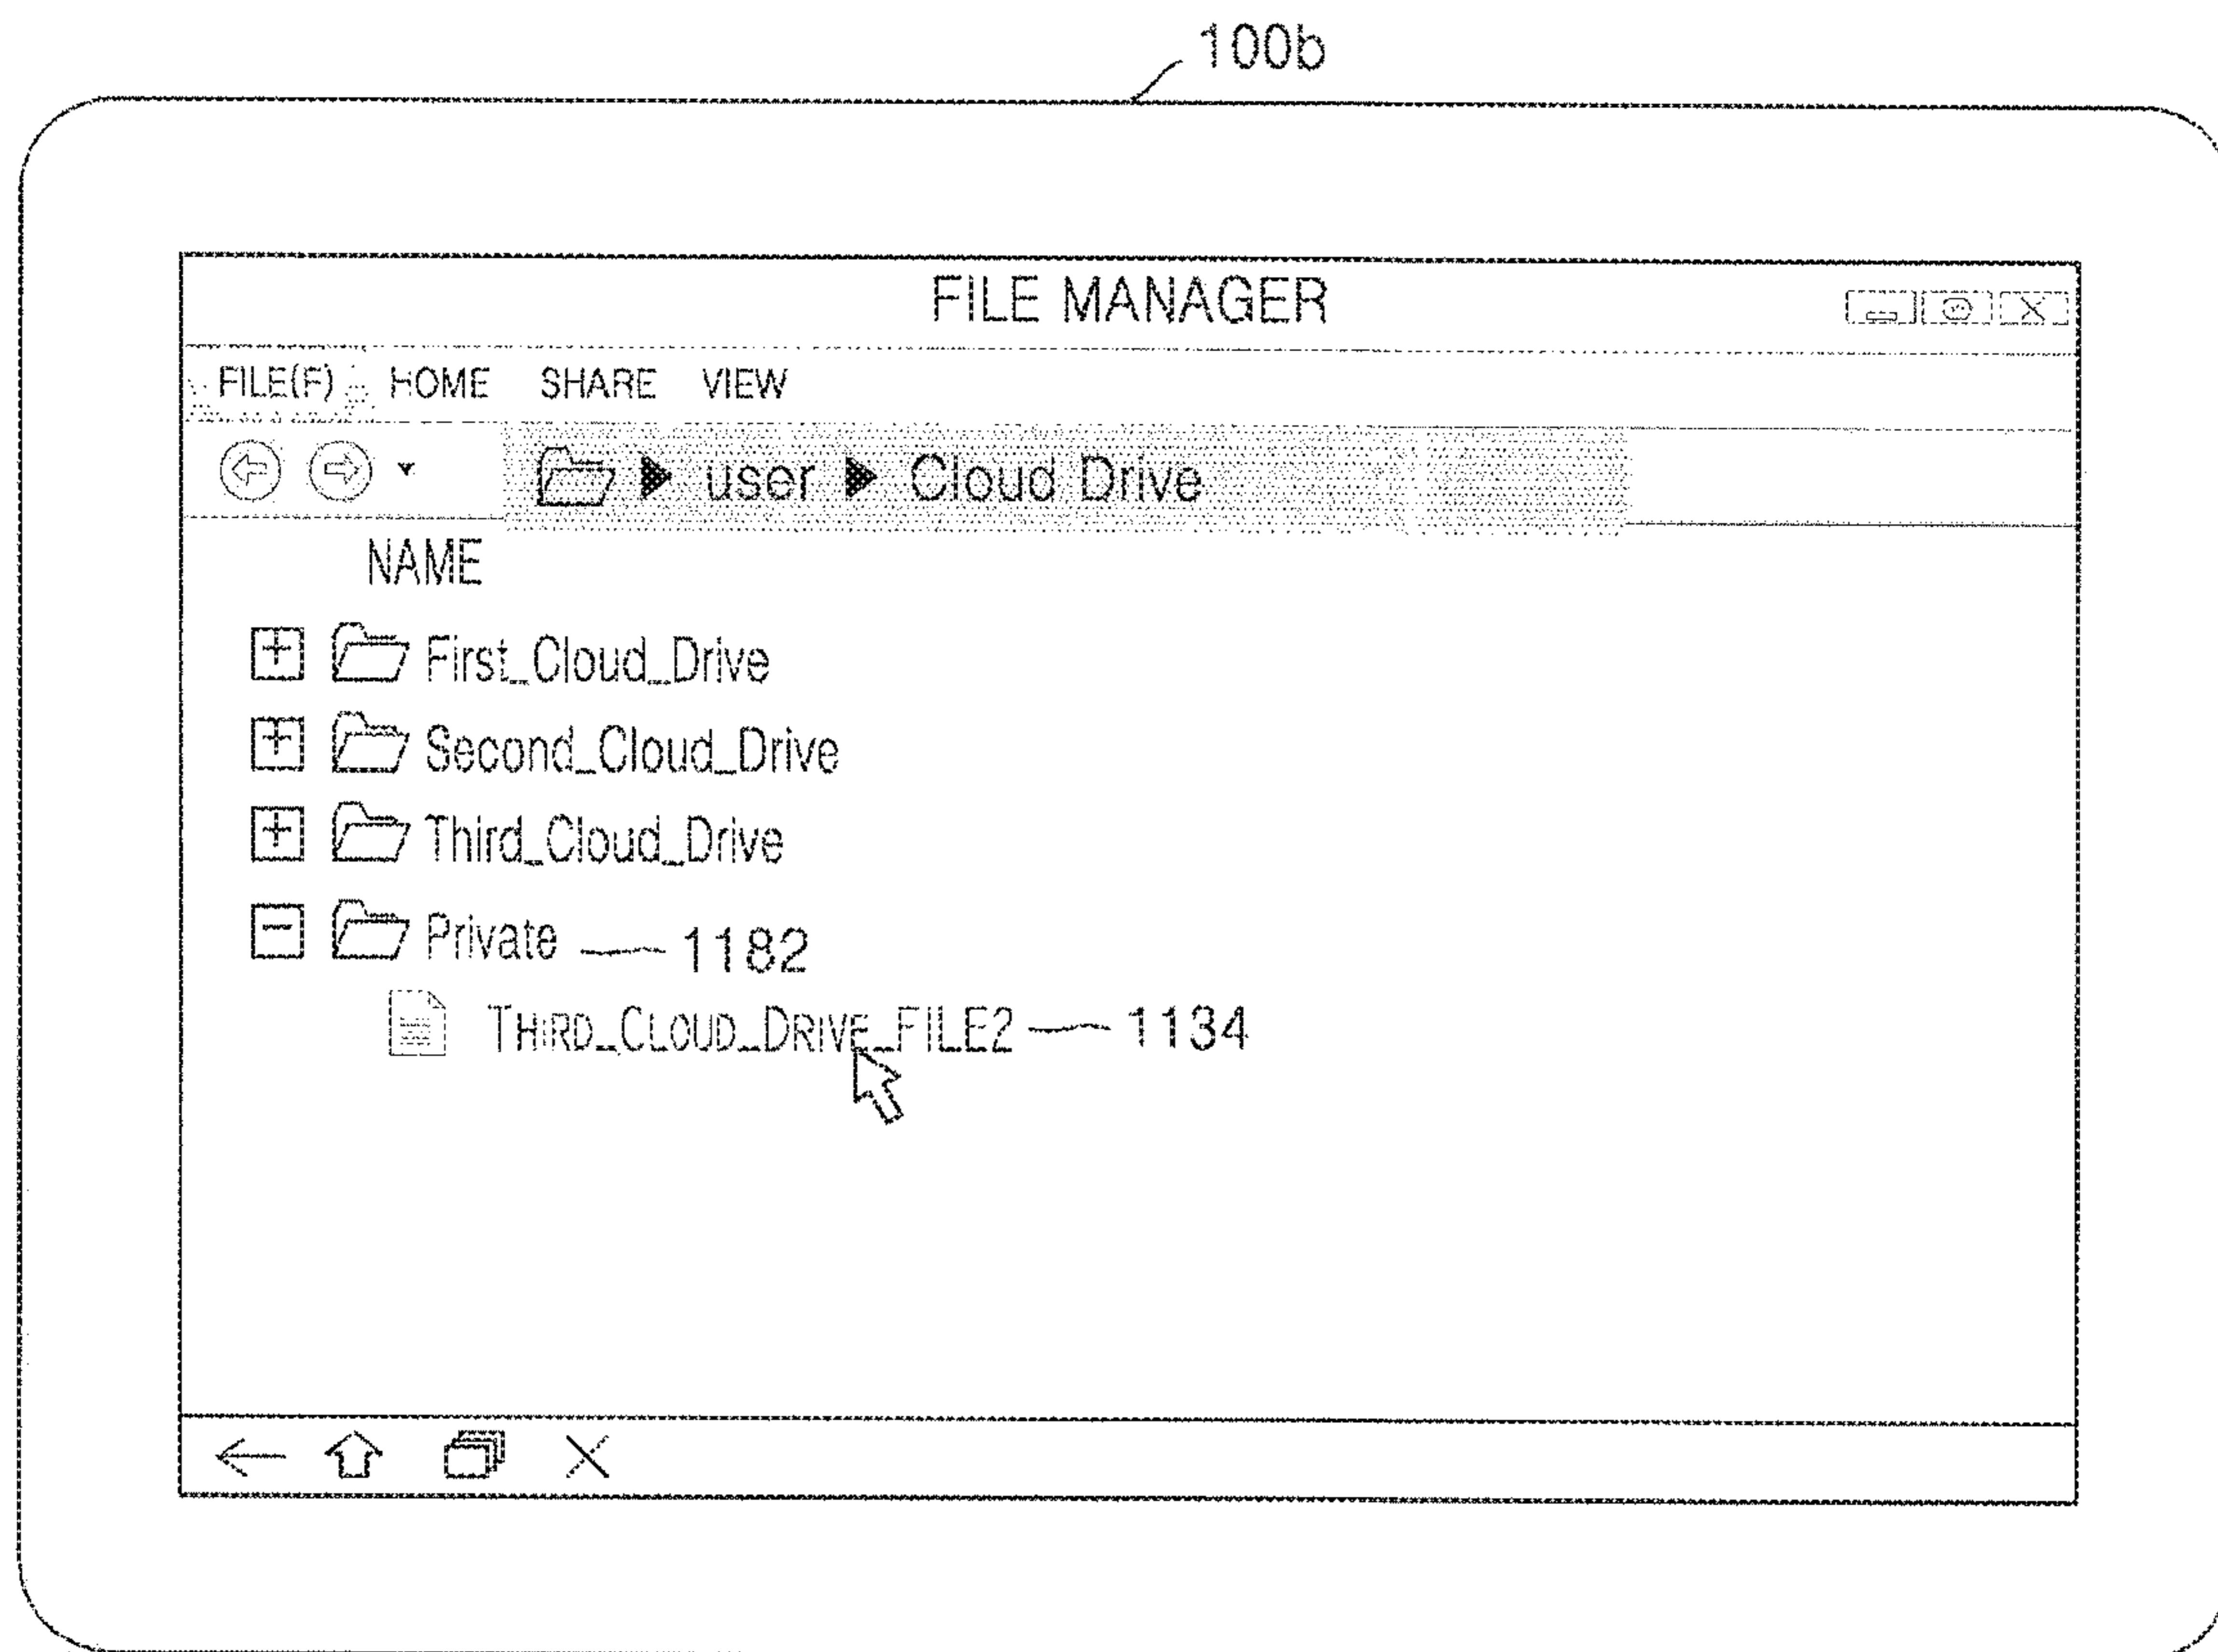 100b
FILE MANAGER
FILE(F) HOME SHARE VIEW
user Cloud Drive
NAME
First_Cloud_Drive
Second_Cloud_Drive
Third_Cloud_Drive
Private 1182
THIRD_CLOUD_DRIVE_FILE2 1134